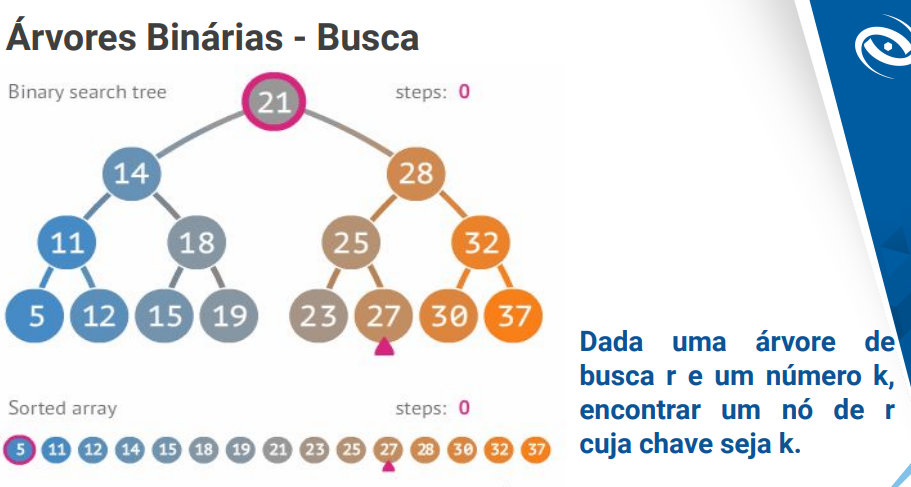 Árvores Binárias - Busca
Binary search tree
steps: 0
21
14 28
11 18 25 32
5 12 15 19 23 27 30 37
Dada uma árvore de
busca r e um número k,
encontrar um nó de r
cuja chave seja k.
Sorted array
steps: 0
5 11 12 14 15 18 19 21 23 25 27 28 30 32 37